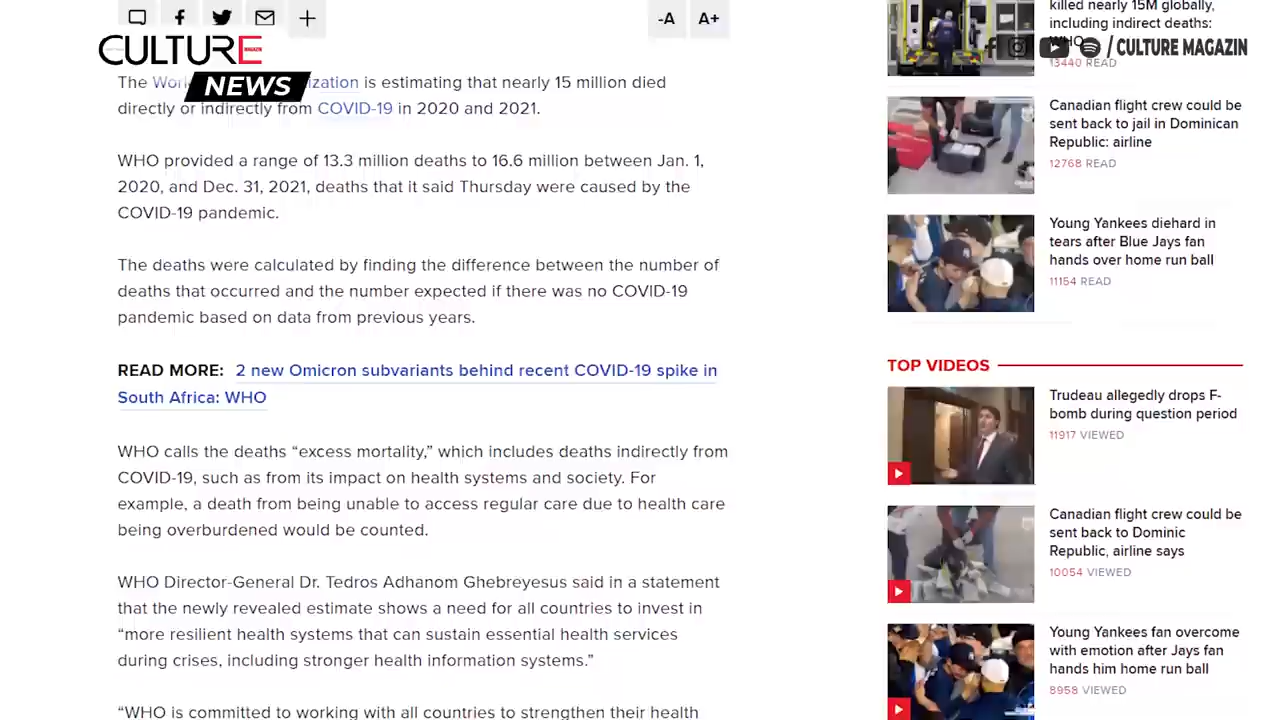 -A A+
CULTURE
MAGAZIN
NEWS
/ CULTURE MAGAZIN
The World ization is estimating that nearly 15 million died
directly or indirectly from COVID-19 in 2020 and 2021.
WHO provided a range of 13.3 million deaths to 16.6 million between Jan. 1,
2020, and Dec. 31, 2021, deaths that it said Thursday were caused by the
COVID-19 pandemic.
The deaths were calculated by finding the difference between the number of
deaths that occurred and the number expected if there was no COVID-19
pandemic based on data from previous years.
READ MORE: 2 new Omicron subvariants behind recent COVID-19 spike in
South Africa: WHO
WHO calls the deaths “excess mortality,” which includes deaths indirectly from
COVID-19, such as from its impact on health systems and society. For
example, a death from being unable to access regular care due to health care
being overburdened would be counted.
WHO Director-General Dr. Tedros Adhanom Ghebreyesus said in a statement
that the newly revealed estimate shows a need for all countries to invest in
“more resilient health systems that can sustain essential health services
during crises, including stronger health information systems.”
“WHO is committed to working with all countries to strengthen their health
killed nearly 15M globally,
including indirect deaths:
WHO
13440 READ
Canadian flight crew could be
sent back to jail in Dominican
Republic: airline
12768 READ
Young Yankees diehard in
tears after Blue Jays fan
hands over home run ball
11154 READ
TOP VIDEOS
Trudeau allegedly drops F-
bomb during question period
11917 VIEWED
Canadian flight crew could be
sent back to Dominic
Republic, airline says
10054 VIEWED
Young Yankees fan overcome
with emotion after Jays fan
hands him home run ball
8958 VIEWED